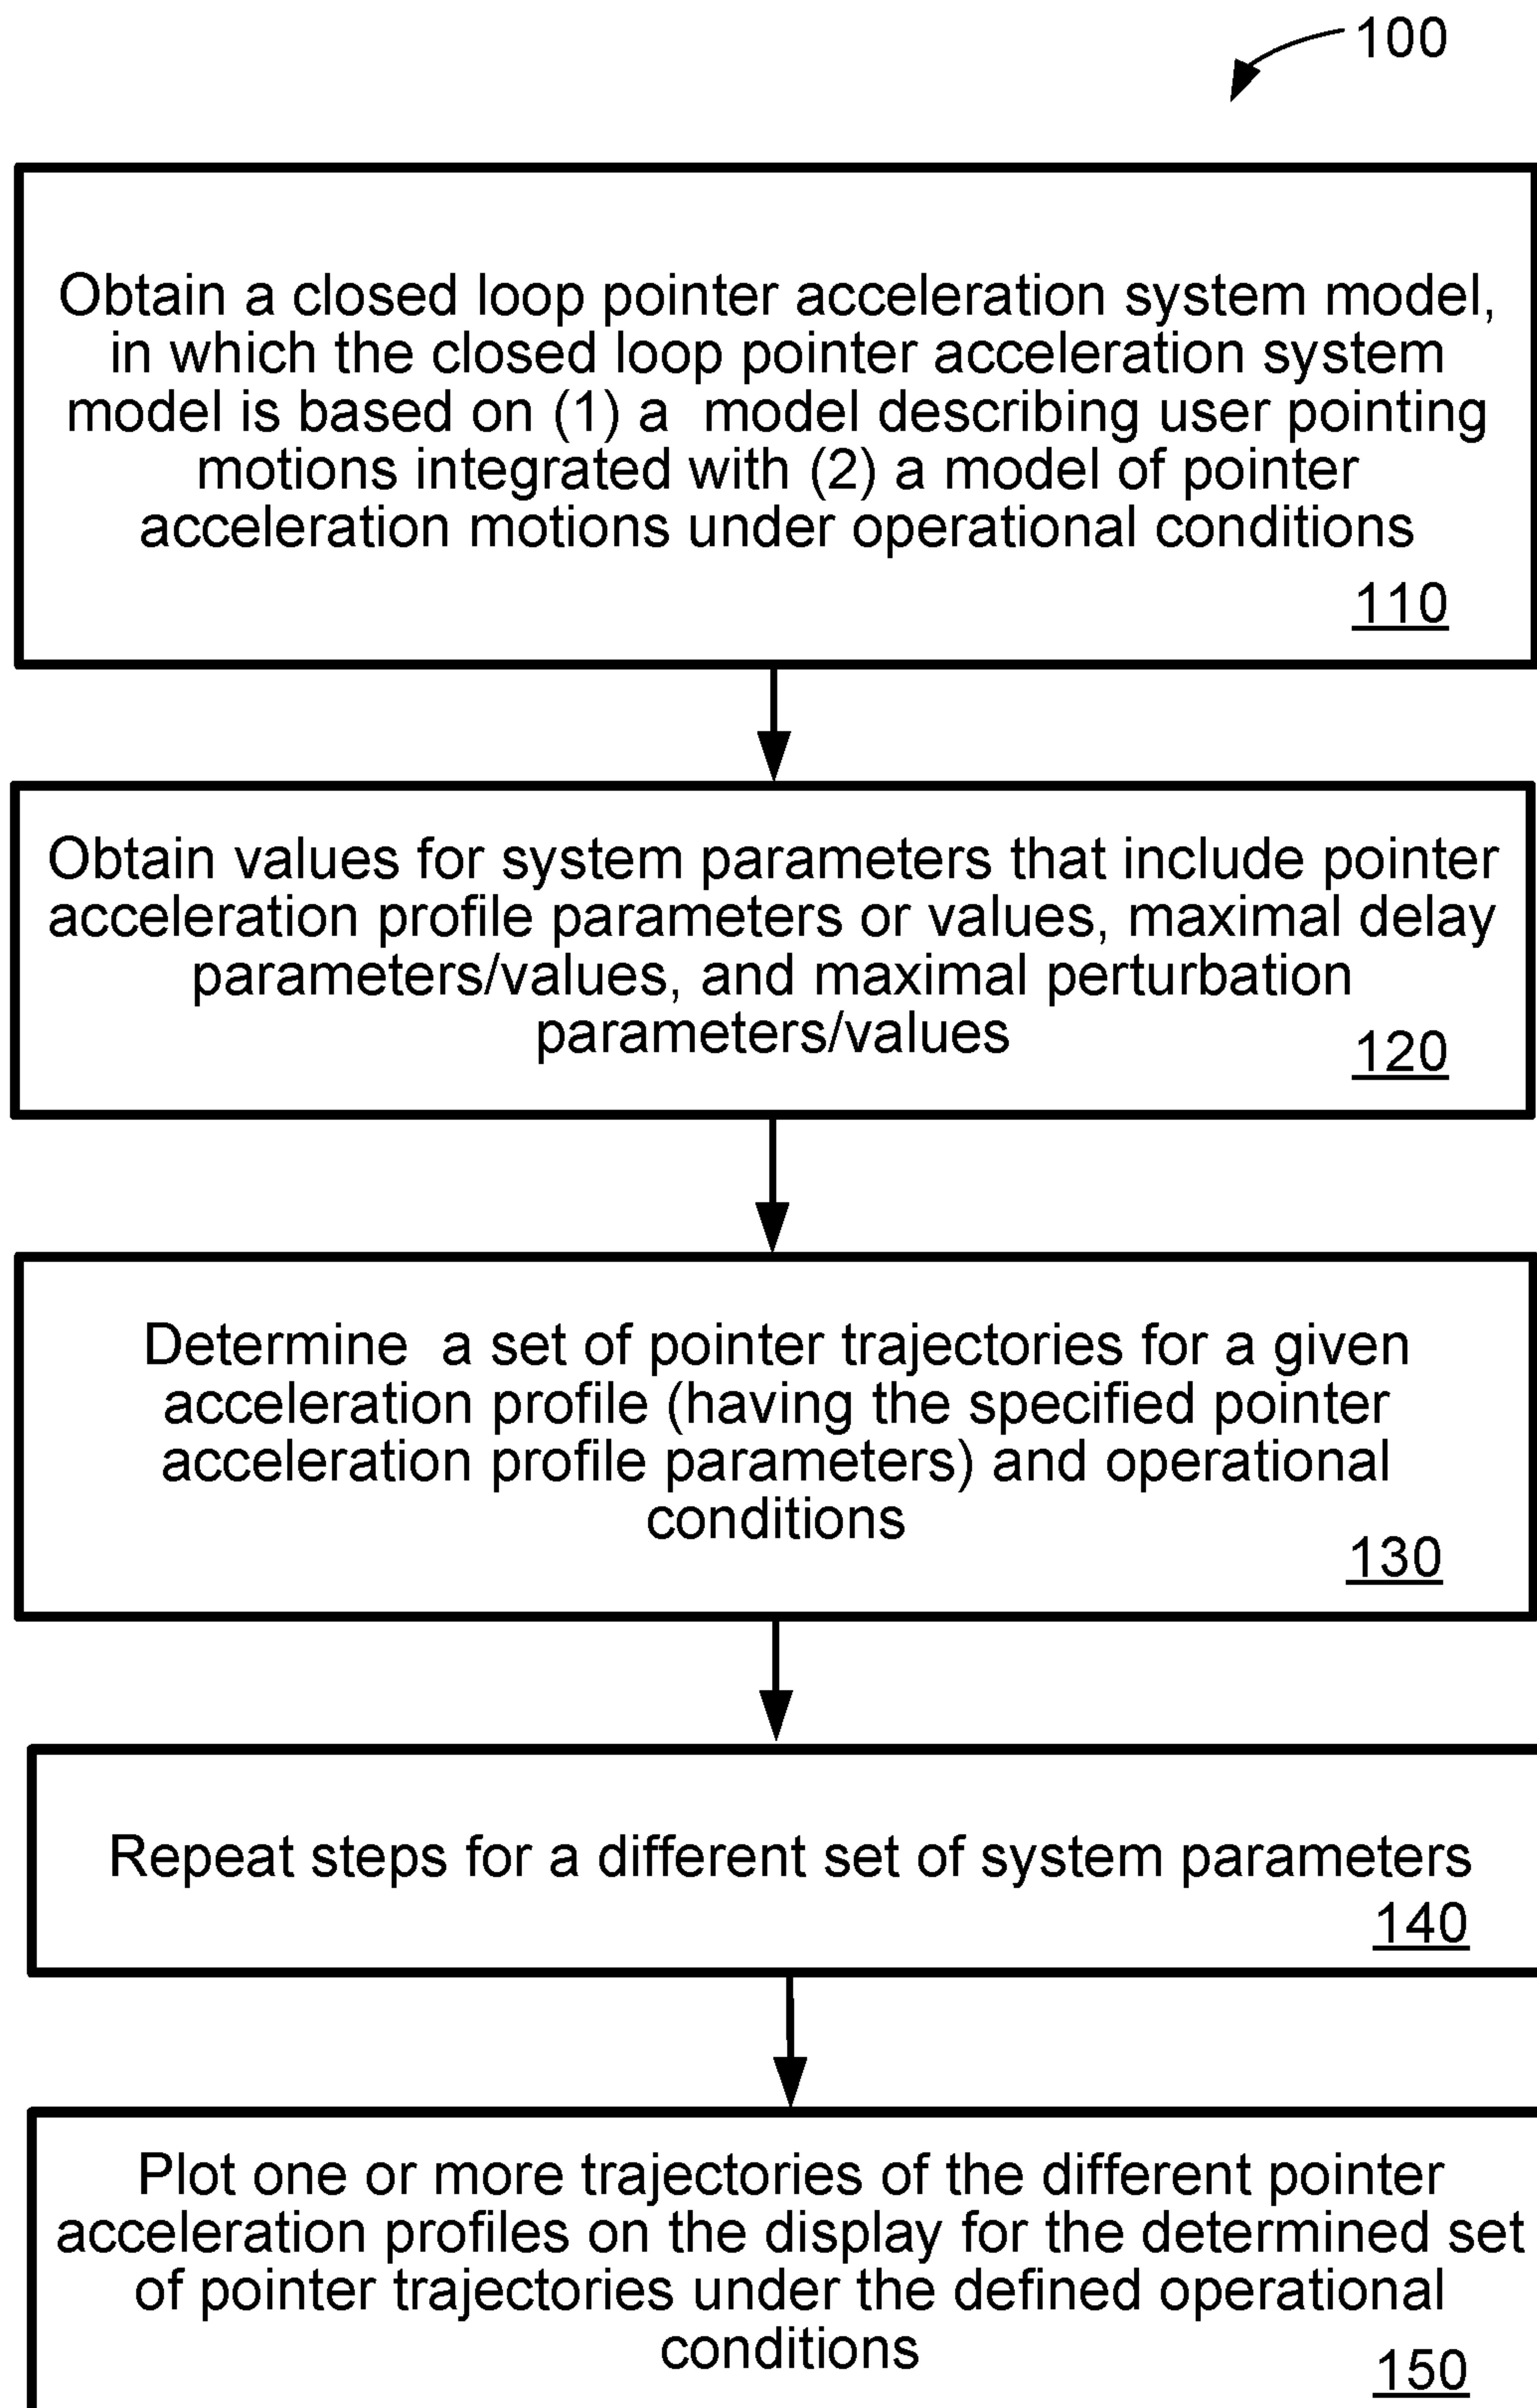 100
Obtain a closed loop pointer acceleration system model,
in which the closed loop pointer acceleration system
model is based on (1) a  model describing user pointing
motions integrated with (2) a model of pointer
acceleration motions under operational conditions
110
Obtain values for system parameters that include pointer
acceleration profile parameters or values, maximal delay
parameters/values, and maximal perturbation
parameters/values
120
Determine  a set of pointer trajectories for a given
acceleration profile (having the specified pointer
acceleration profile parameters) and operational
conditions
130
Repeat steps for a different set of system parameters
140
Plot one or more trajectories of the different pointer
acceleration profiles on the display for the determined set
of pointer trajectories under the defined operational
conditions
150